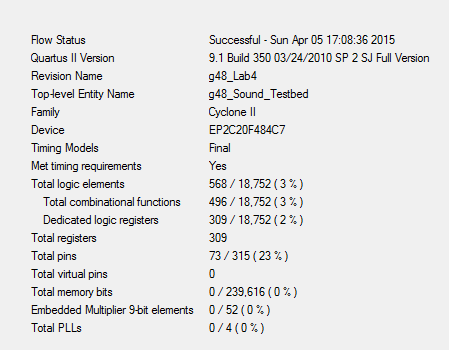 Flow Status Successful - Sun Apr 05 17:08:36 2015
Quartus II Version 9.1 Build 350 03/24/2010 SP 2 SJ Full Version
Revision Name g48_Lab4
Top-level Entity Name g48_Sound_Testbed
Family Cyclone II
Device EP2C20F484C7
Timing Models Final
Met timing requirements Yes
Total logic elements 568 / 18,752 ( 3 % )
Total combinational functions 496 / 18,752 ( 3 % )
Dedicated logic registers 309 / 18,752 ( 2 % )
Total registers 309
Total pins 73 / 315 ( 23 % )
Total virtual pins 0
Total memory bits 0 / 239,616 ( 0 % )
Embedded Multiplier 9-bit elements 0 / 52 ( 0 % )
Total PLLs 0 / 4 ( 0 % )